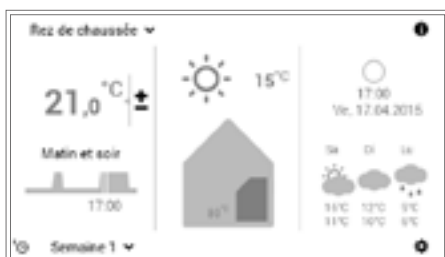 Rez de chaussée
21,0 °C ±
Matin et soir
17:00
Semaine 1
15°C
17:00
Ve, 17.04.2015
Sa Di Lu
12°C